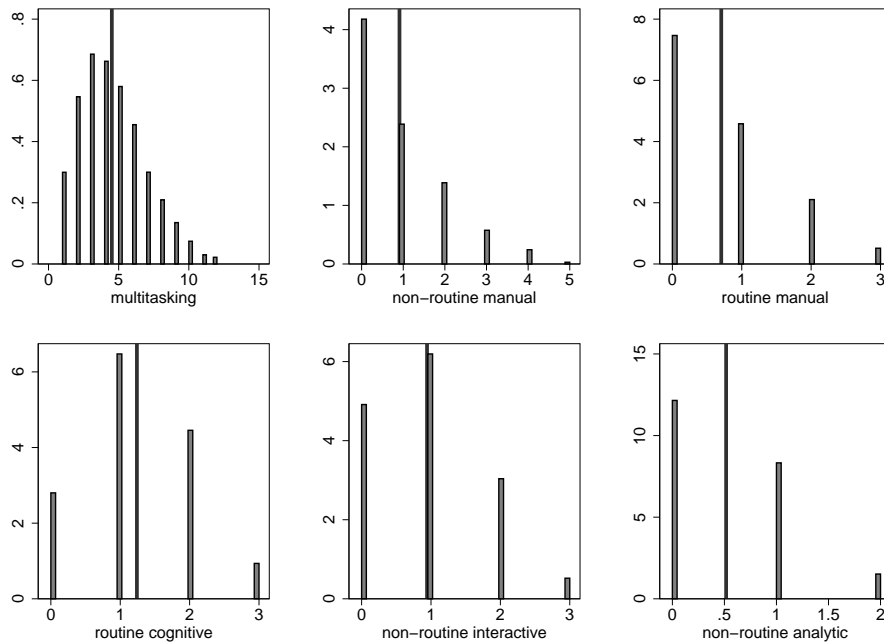 .8
.6
.4
.2
0
0 5 10 15
multitasking
4
3
2
1
0
0 1 2 3 4 5
non−routine manual
8
6
4
2
0
0 1 2 3
routine manual
6
4
2
0
0 1 2 3
routine cognitive
6
4
2
0
0 1 2 3
non−routine interactive
15
10
5
0
0 .5 1 1.5 2
non−routine analytic